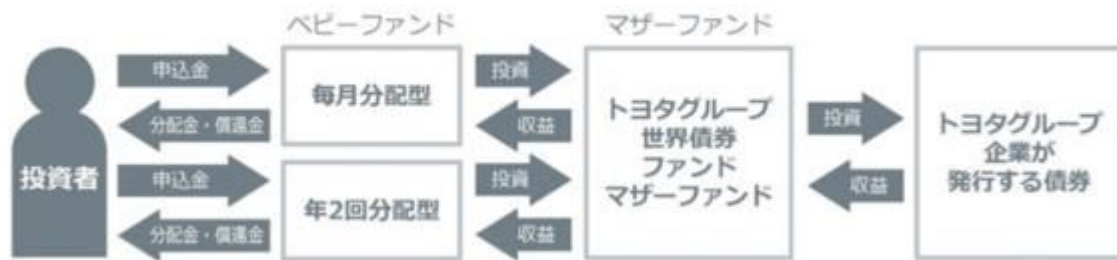 ベビーファンド
マザーファンド
投資者
申込金
分配金・償還金
毎月分配型
投資
収益
申込金
分配金・償還金
年2回分配型
投資
収益
トヨタグループ
世界債券
ファンド
マザーファンド
投資
収益
トヨタグループ
企業が
発行する債券